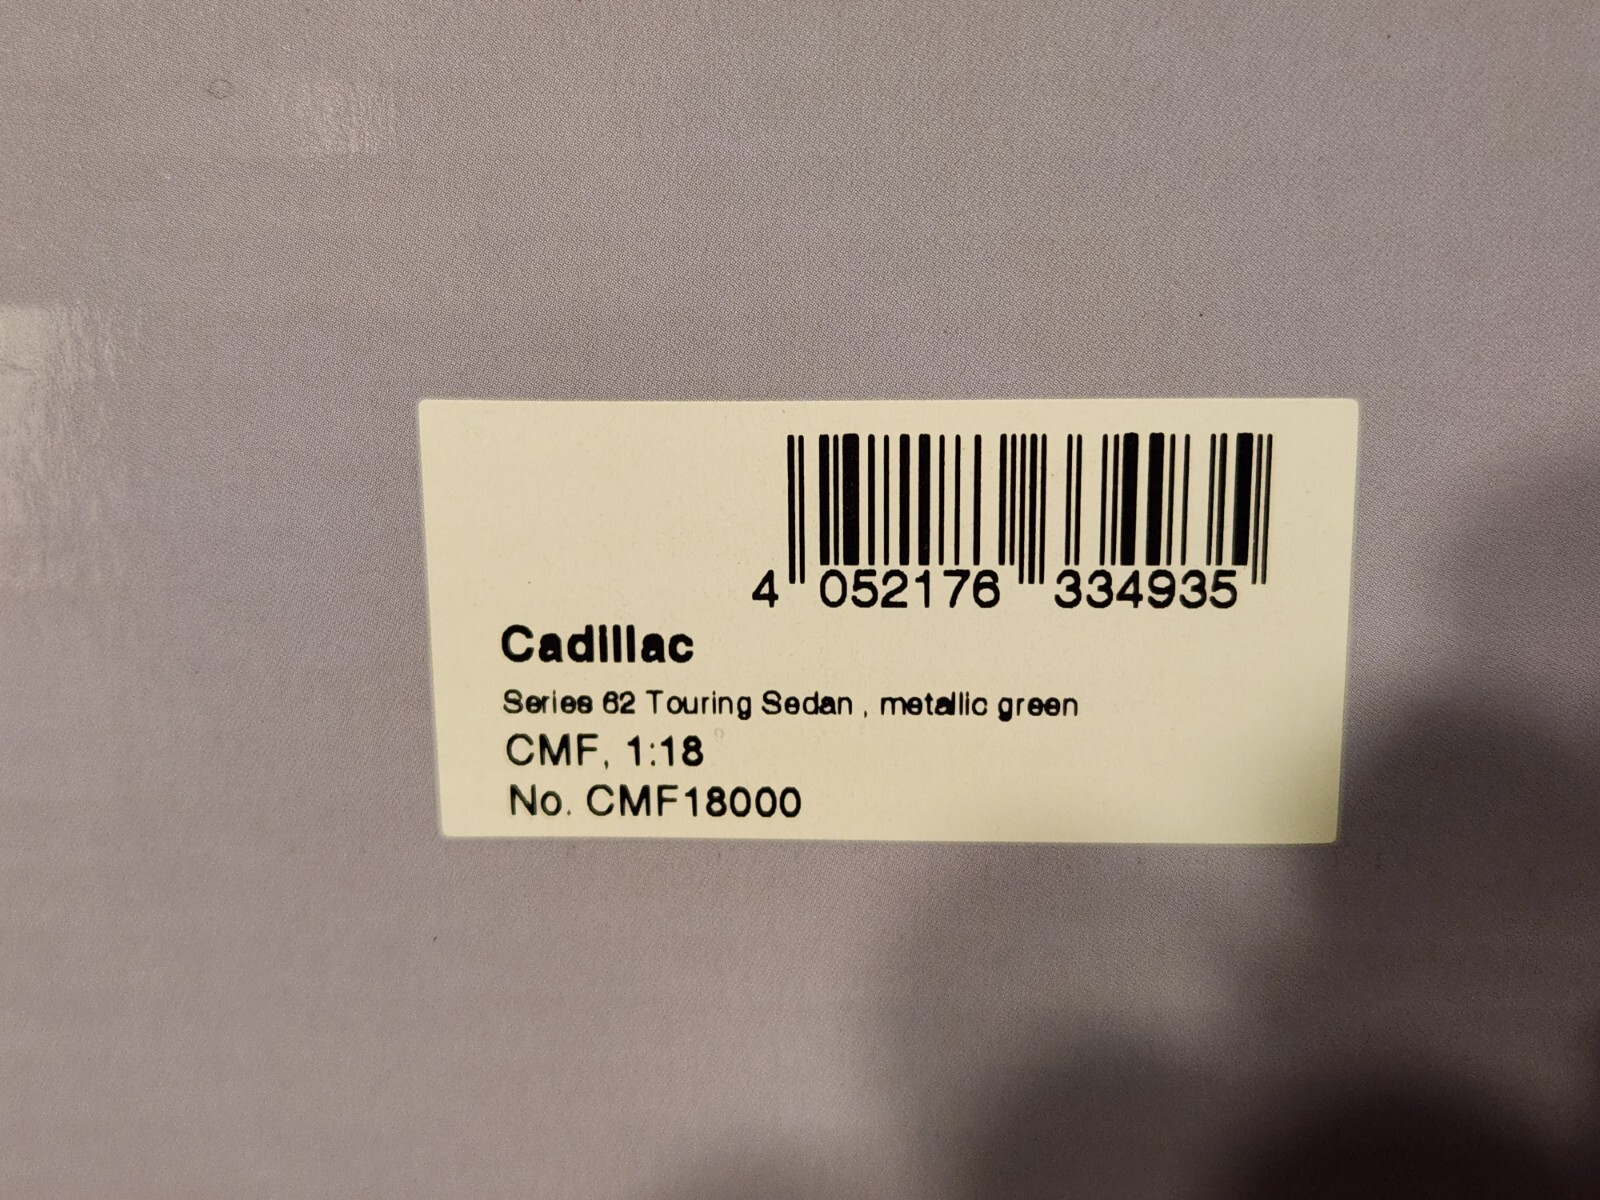 4 052176 334935
Cadillac
Series 62 Touring Sedan , metallic green
CMF, 1:18
No. CMF18000